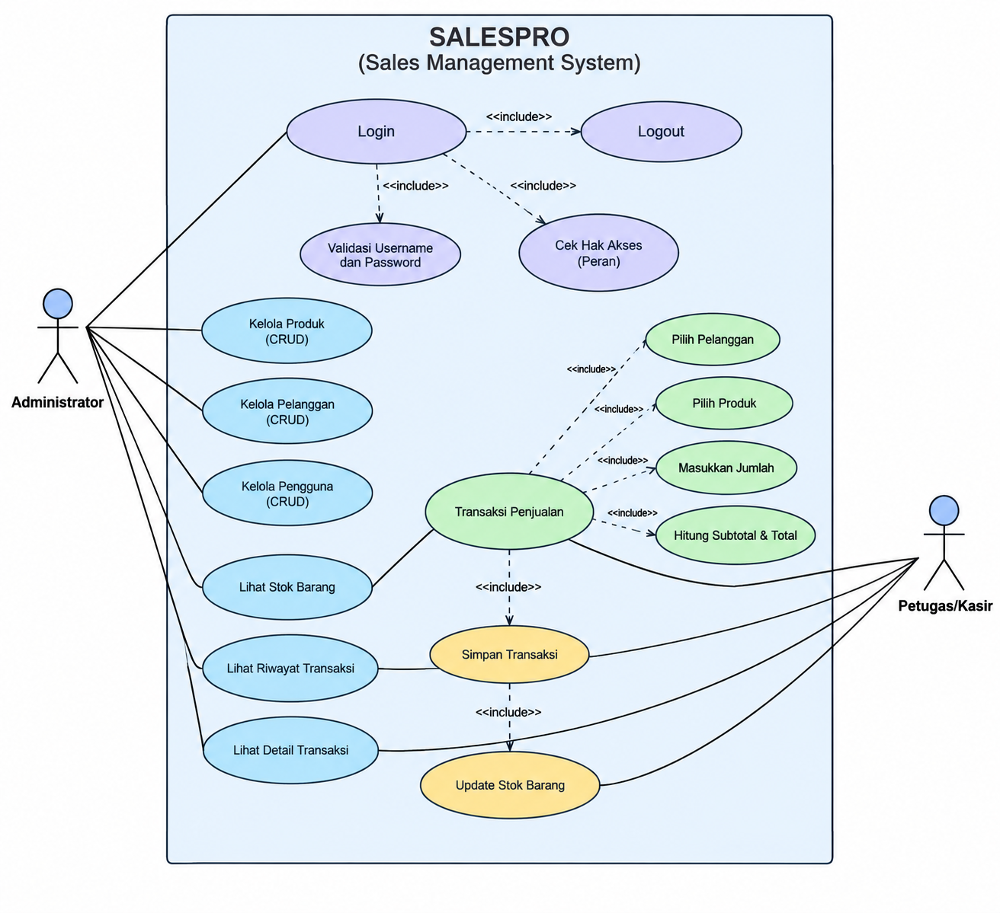 SALESPRO
(Sales Management System)
Login
<<include>>
Logout
<<include>>
<<include>>
Validasi Username
dan Password
Cek Hak Akses
(Peran)
Administrator
Kelola Produk
(CRUD)
Kelola Pelanggan
(CRUD)
Kelola Pengguna
(CRUD)
Lihat Stok Barang
Lihat Riwayat Transaksi
Lihat Detail Transaksi
Transaksi Penjualan
<<include>>
Pilih Pelanggan
<<include>>
Pilih Produk
<<include>>
Masukkan Jumlah
<<include>>
Hitung Subtotal & Total
<<include>>
Simpan Transaksi
<<include>>
Update Stok Barang
Petugas/Kasir